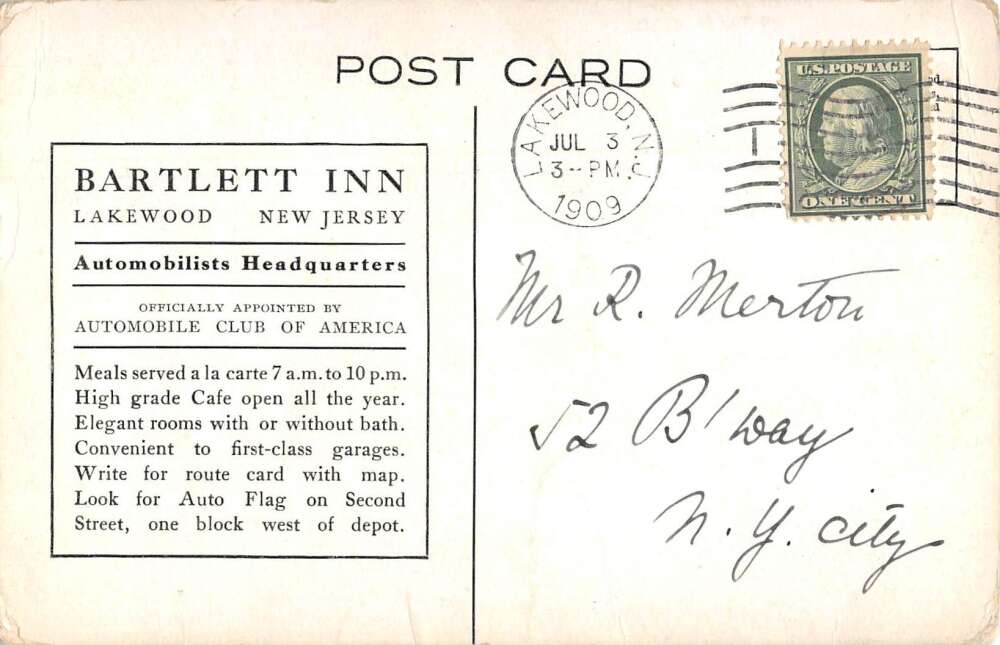 POST CARD
BARTLETT INN
LAKEWOOD NEW JERSEY
Automobilists Headquarters
OFFICIALLY APPOINTED BY
AUTOMOBILE CLUB OF AMERICA
Meals served a la carte 7 a.m. to 10 p.m.
High grade Cafe open all the year.
Elegant rooms with or without bath.
Convenient to first-class garages.
Write for route card with map.
Look for Auto Flag on Second
Street, one block west of depot.
LAKEWOOD, N.J.
JUL 3
3-PM.
1909
U.S. POSTAGE
ONE CENT
Mr R. Merton
52 B'way
N. Y. city